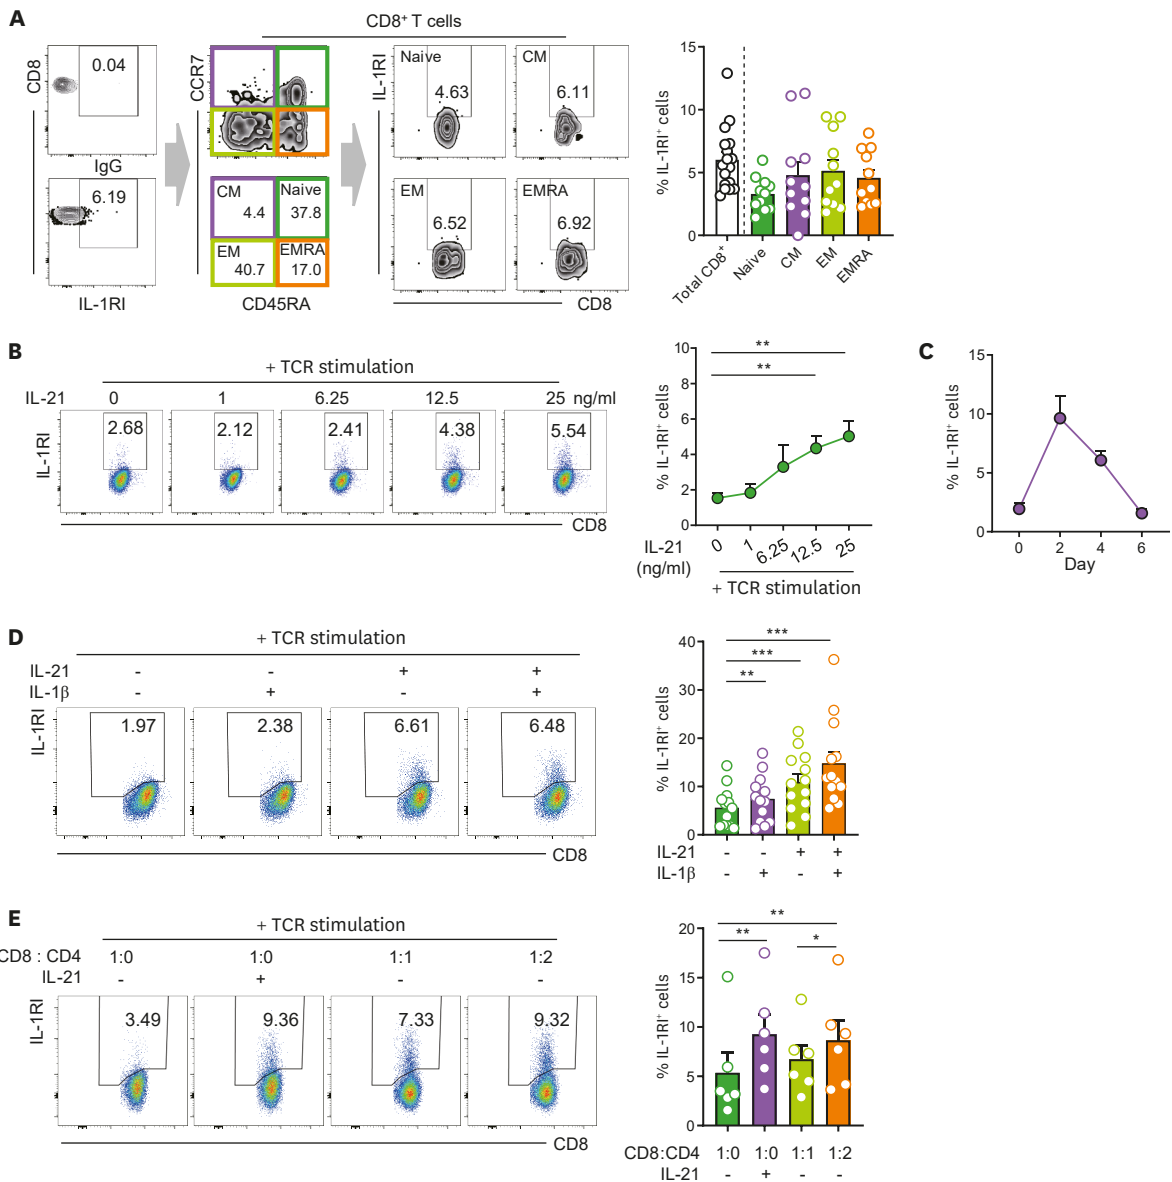 A
CD8+ T cells
CD8
0.04
IgG
6.19
IL-1RI
CCR7
CM
4.4
Naive
37.8
EM
40.7
EMRA
17.0
CD45RA
IL-1RI
Naive
4.63
CM
6.11
EM
6.52
EMRA
6.92
CD8
% IL-1RI+ cells
15
10
5
0
Total CD8+
Naive
CM
EM
EMRA
B
+ TCR stimulation
IL-21 0 1 6.25 12.5 25 ng/ml
IL-1RI
2.68 2.12 2.41 4.38 5.54
CD8
% IL-1RI+ cells
10
8
6
4
2
0
**
**
IL-21 (ng/ml)
0 1 6.25 12.5 25
+ TCR stimulation
C
% IL-1RI+ cells
15
10
5
0
0 2 4 6
Day
D
+ TCR stimulation
IL-21 - - + +
IL-1β - + - +
IL-1RI
1.97 2.38 6.61 6.48
CD8
% IL-1RI+ cells
40
30
20
10
0
***
***
**
IL-21 - - + +
IL-1β - + - +
E
+ TCR stimulation
CD8 : CD4 1:0 1:0 1:1 1:2
IL-21 - + - -
IL-1RI
3.49 9.36 7.33 9.32
CD8
% IL-1RI+ cells
20
15
10
5
0
**
**
*
CD8:CD4 1:0 1:0 1:1 1:2
IL-21 - + - -